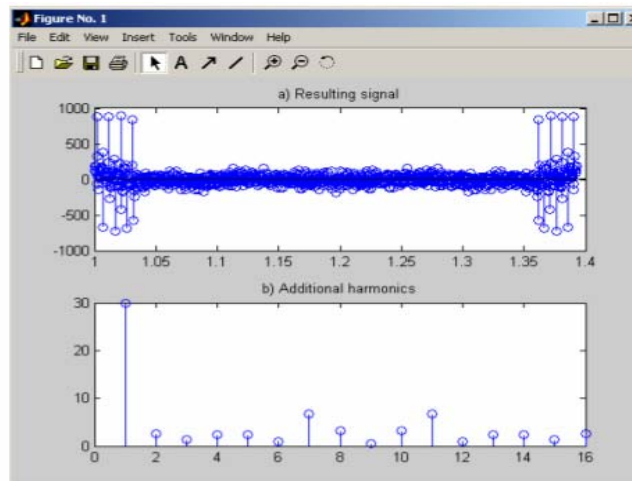 Figure No. 1
File Edit View Insert Tools Window Help
A
a) Resulting signal
1000
500
0
-500
-1000
1 1.05 1.1 1.15 1.2 1.25 1.3 1.35 1.4
b) Additional harmonics
30
20
10
0
0 2 4 6 8 10 12 14 16